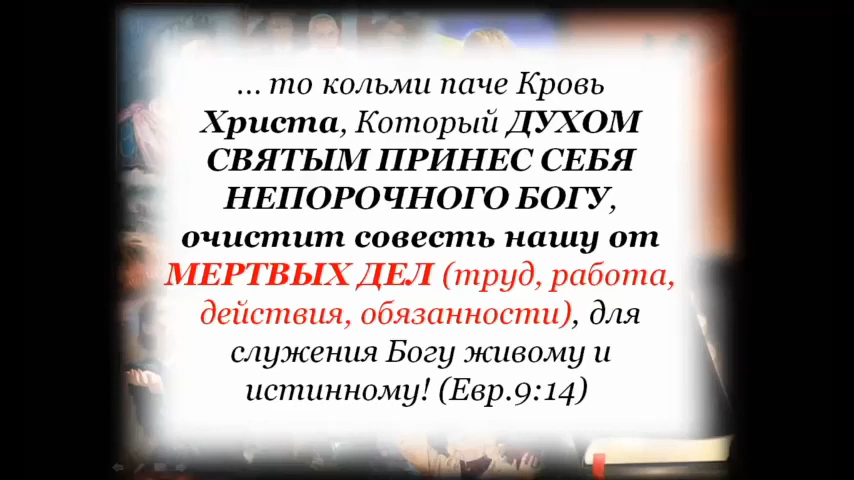 ... то кольми паче Кровь
Христа, Который ДУХОМ
СВЯТЫМ ПРИНЕС СЕБЯ
НЕПОРОЧНОГО БОГУ,
очистит совесть нашу от
МЕРТВЫХ ДЕЛ (труд, работа,
действия, обязанности), для
служения Богу живому и
истинному! (Евр.9:14)